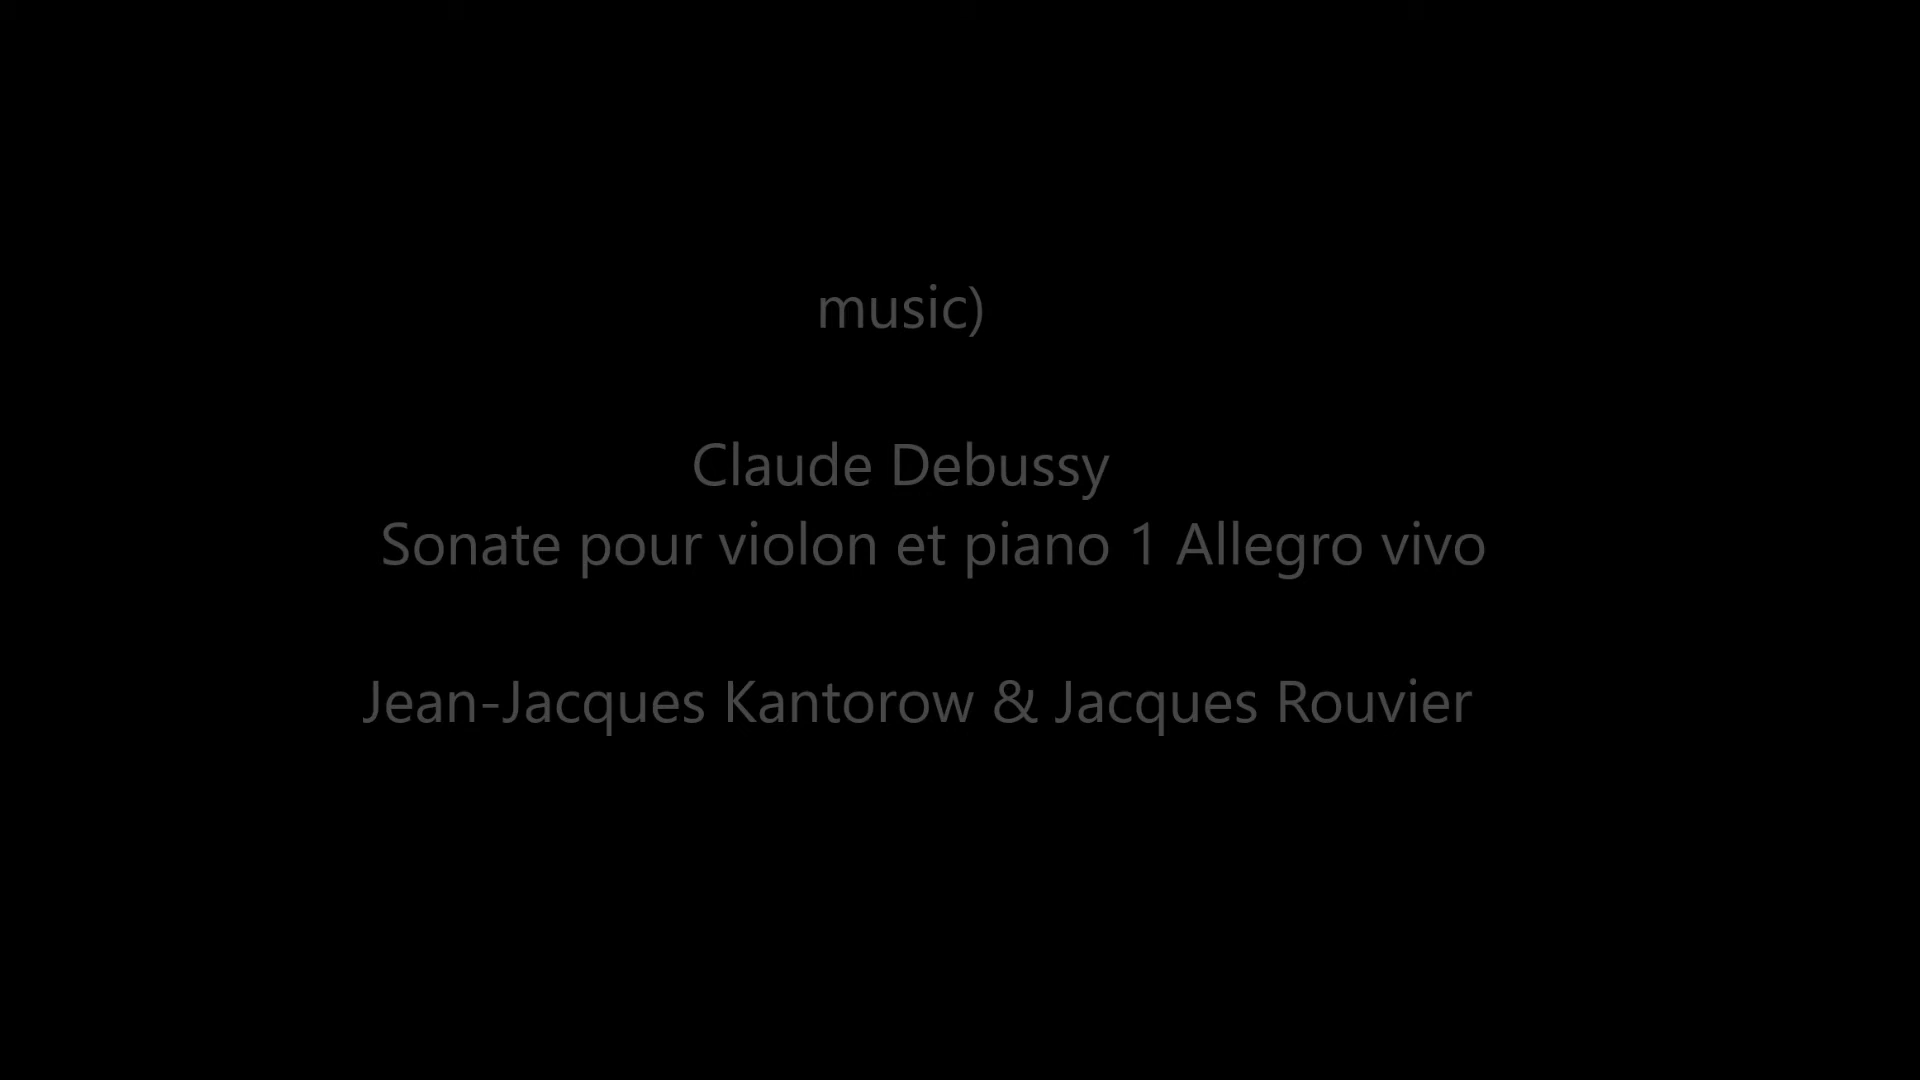 music)
Claude Debussy
Sonate pour violon et piano 1 Allegro vivo
Jean-Jacques Kantorow & Jacques Rouvier